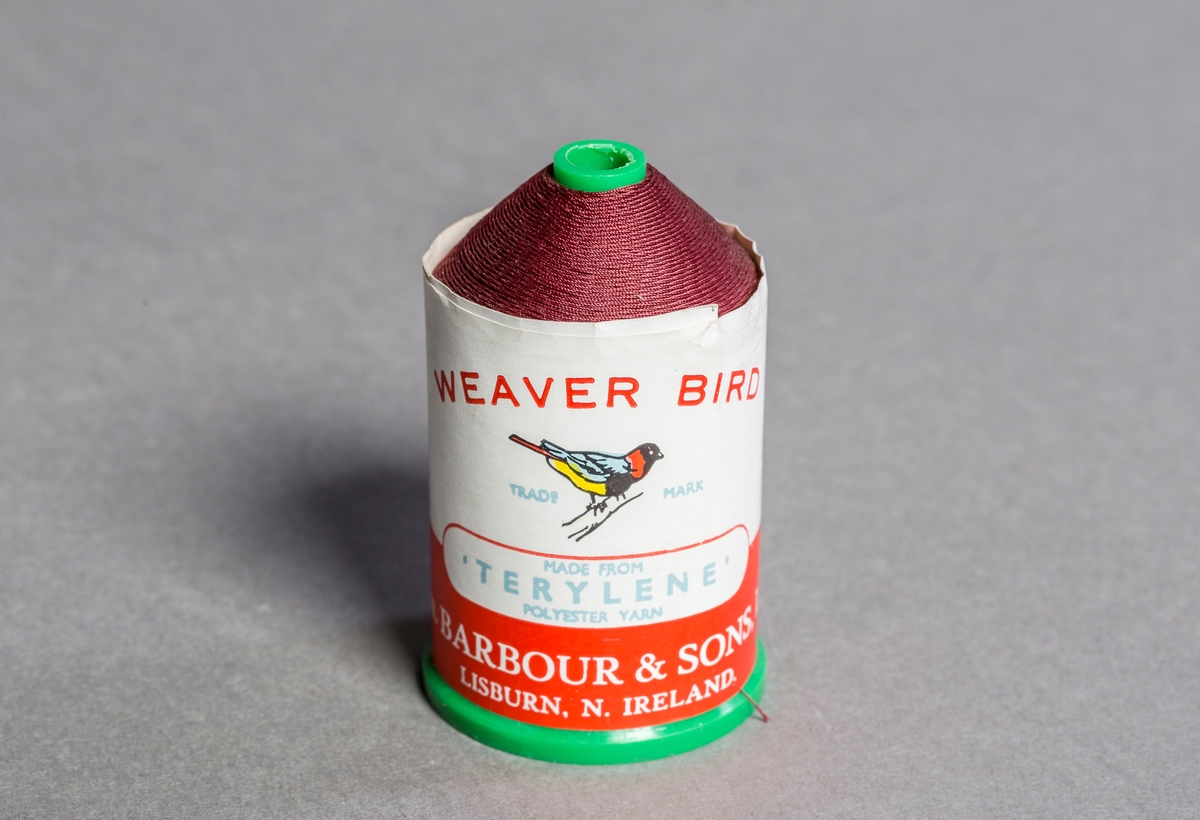 WEAVER BIRD
TRADE MARK
MADE FROM
'TERYLENE'
POLYESTER YARN
BARBOUR & SONS,
LISBURN, N. IRELAND.